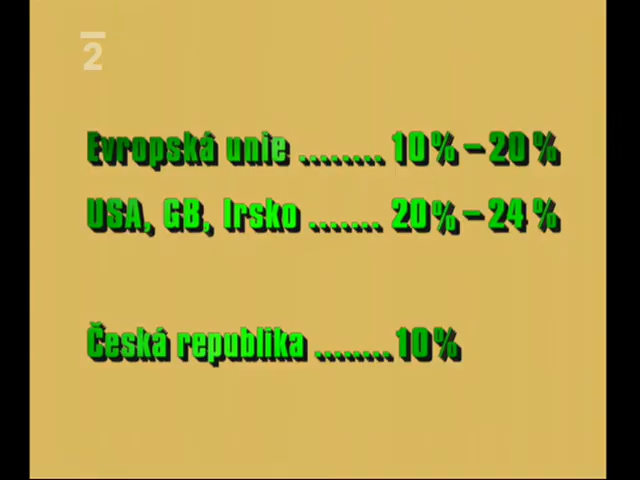 2
Evropská unie ........ 10% – 20%
USA, GB, Irsko ....... 20% – 24%
Česká republika ........ 10%